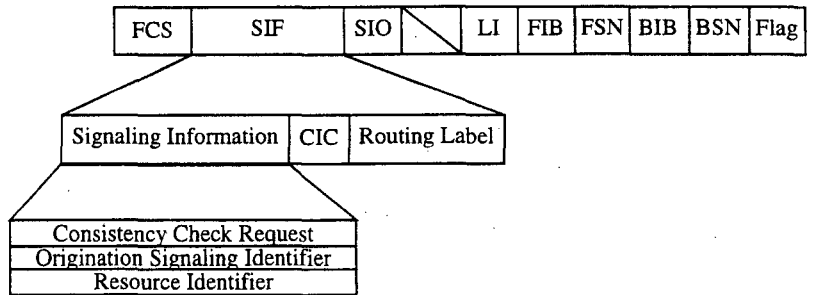 FCS SIF SIO LI FIB FSN BIB BSN Flag
Signaling Information CIC Routing Label
Consistency Check Request
Origination Signaling Identifier
Resource Identifier